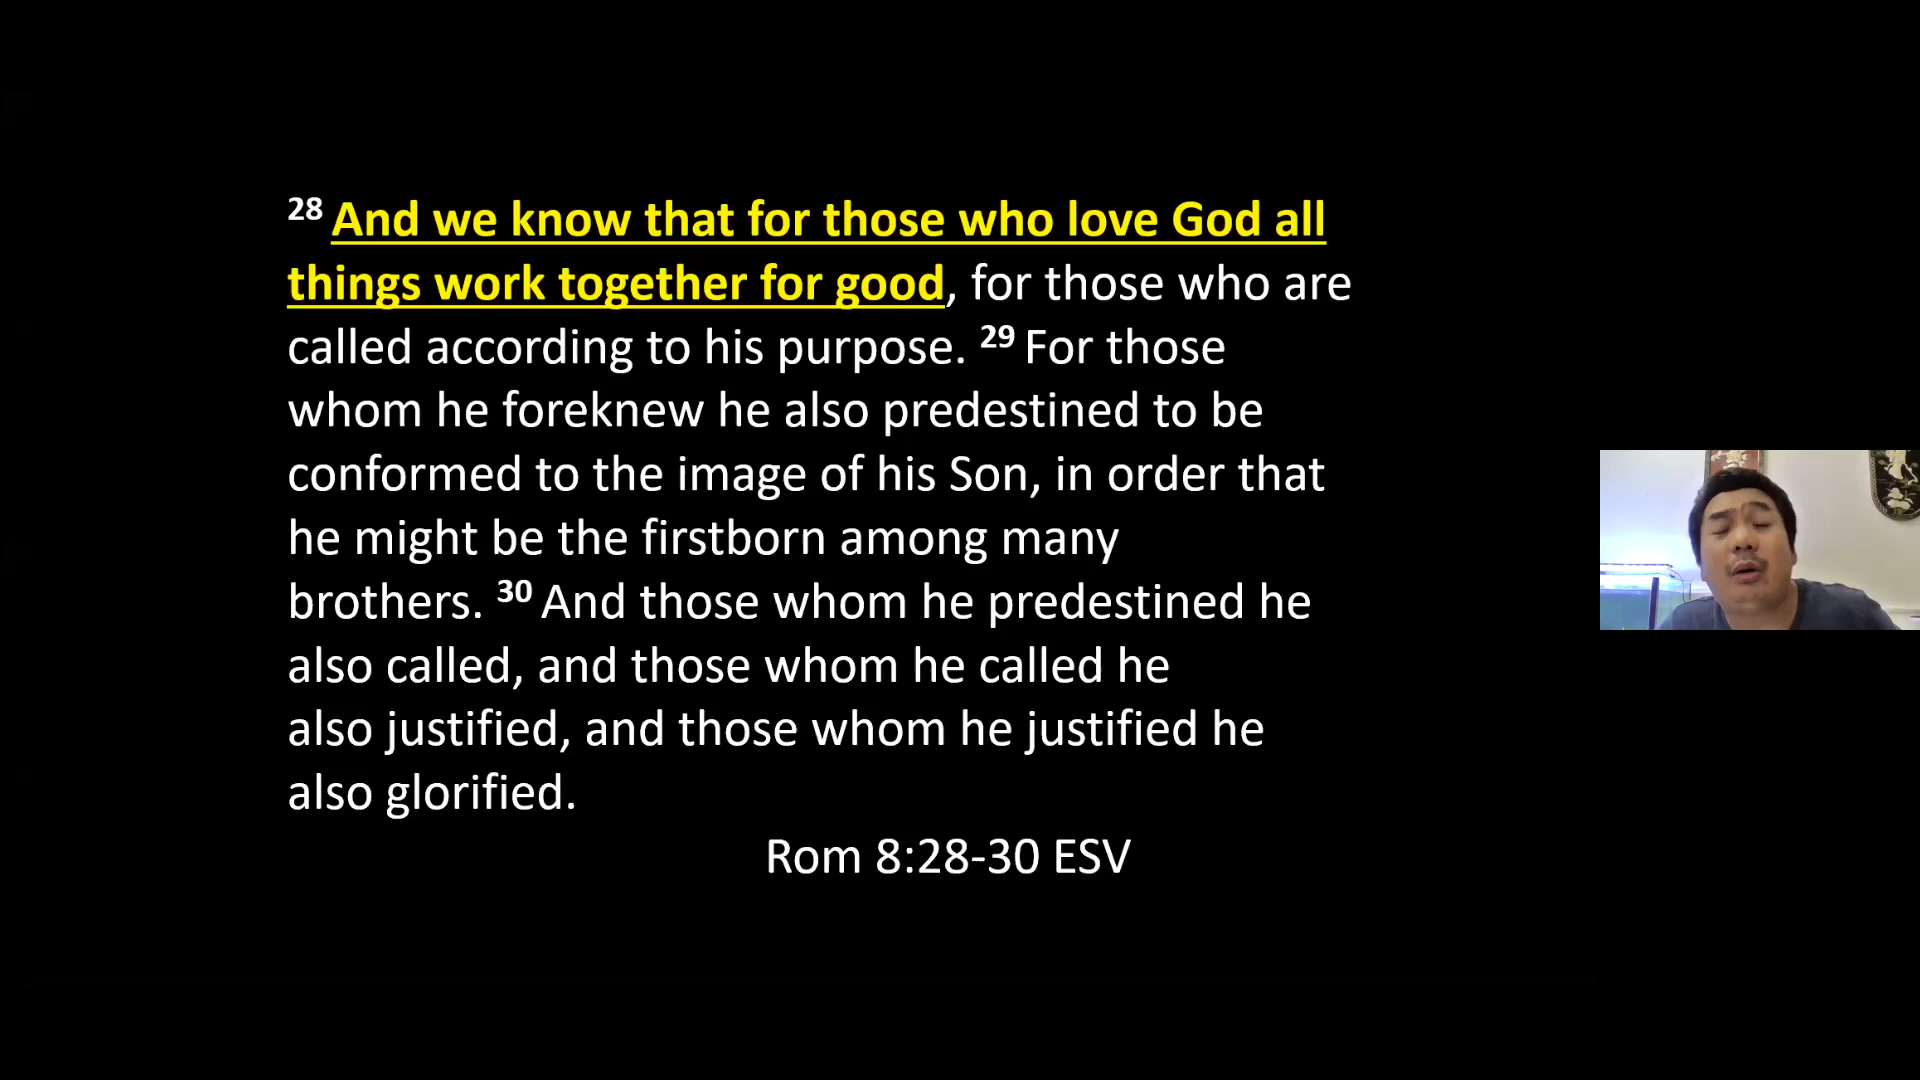 28 And we know that for those who love God all
things work together for good, for those who are
called according to his purpose. 29 For those
whom he foreknew he also predestined to be
conformed to the image of his Son, in order that
he might be the firstborn among many
brothers. 30 And those whom he predestined he
also called, and those whom he called he
also justified, and those whom he justified he
also glorified.
Rom 8:28-30 ESV